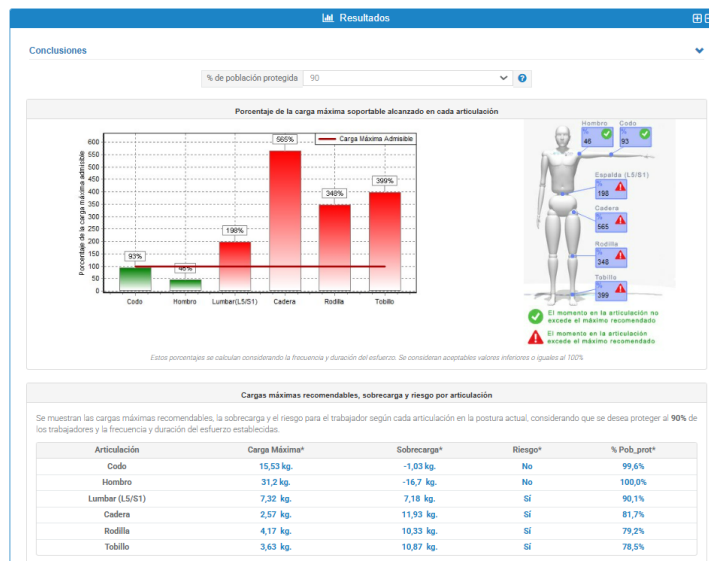 Resultados
Conclusiones
% de población protegida 90
Porcentaje de la carga máxima soportable alcanzado en cada articulación
Porcentaje de la carga máxima admisible
600
550
500
450
400
350
300
250
200
150
100
50
0
Carga Máxima Admisible
93%
46%
198%
565%
348%
399%
Codo Hombro Lumbar(L5/S1) Cadera Rodilla Tobillo
Hombro Codo
% 46 % 93
Espalda (L5/S1)
% 198
Cadera
% 565
Rodilla
% 348
Tobillo
% 399
El momento en la articulación no
excede el máximo recomendado
El momento en la articulación
excede el máximo recomendado
Estos porcentajes se calculan considerando la frecuencia y duración del esfuerzo. Se consideran aceptables valores inferiores o iguales al 100%
Cargas máximas recomendables, sobrecarga y riesgo por articulación
Se muestran las cargas máximas recomendables, la sobrecarga y el riesgo para el trabajador según cada articulación en la postura actual, considerando que se desea proteger al 90% de
los trabajadores y la frecuencia y duración del esfuerzo establecidas.
Articulación Carga Máxima* Sobrecarga* Riesgo* % Pob_prot*
Codo 15,53 kg. -1,03 kg. No 99,6%
Hombro 31,2 kg. -16,7 kg. No 100,0%
Lumbar (L5/S1) 7,32 kg. 7,18 kg. Sí 90,1%
Cadera 2,57 kg. 11,93 kg. Sí 81,7%
Rodilla 4,17 kg. 10,33 kg. Sí 79,2%
Tobillo 3,63 kg. 10,87 kg. Sí 78,5%